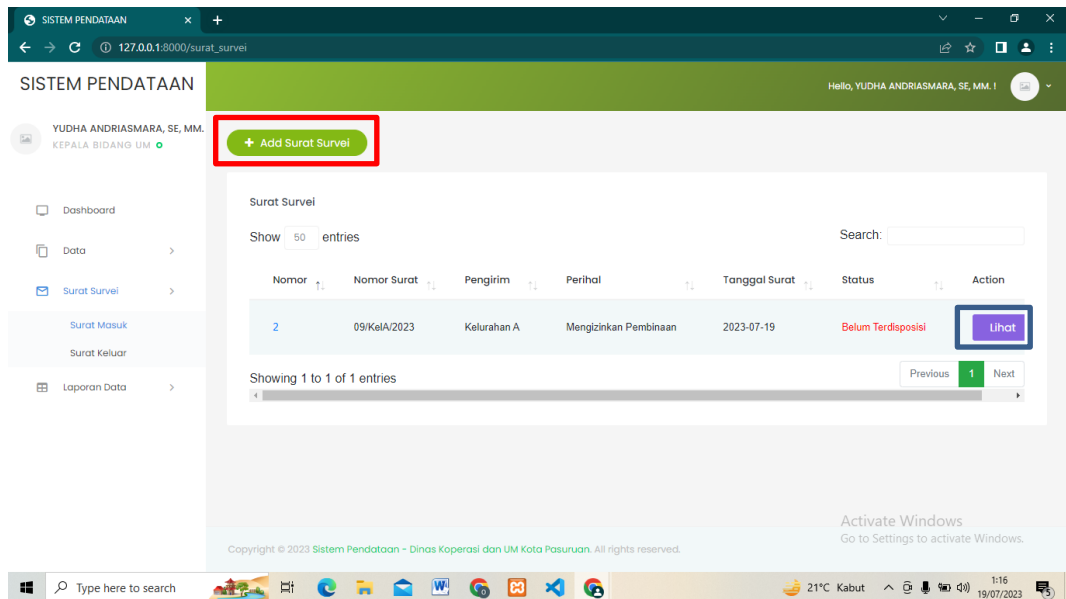 SISTEM PENDATAAN
127.0.0.1:8000/surat_survei
SISTEM PENDATAAN
Hello, YUDHA ANDRIASMARA, SE, MM. !
YUDHA ANDRIASMARA, SE, MM.
KEPALA BIDANG UM
+ Add Surat Survei
Dashboard
Data
Surat Survei
Surat Masuk
Surat Keluar
Laporan Data
Surat Survei
Show 50 entries
Search:
Nomor Nomor Surat Pengirim Perihal Tanggal Surat Status Action
2 09/KelA/2023 Kelurahan A Mengizinkan Pembinaan 2023-07-19 Belum Terdisposisi Lihat
Showing 1 to 1 of 1 entries
Previous 1 Next
Activate Windows
Go to Settings to activate Windows.
Copyright © 2023 Sistem Pendataan - Dinas Koperasi dan UM Kota Pasuruan. All rights reserved.
Type here to search
21°C Kabut
1:16
19/07/2023
5